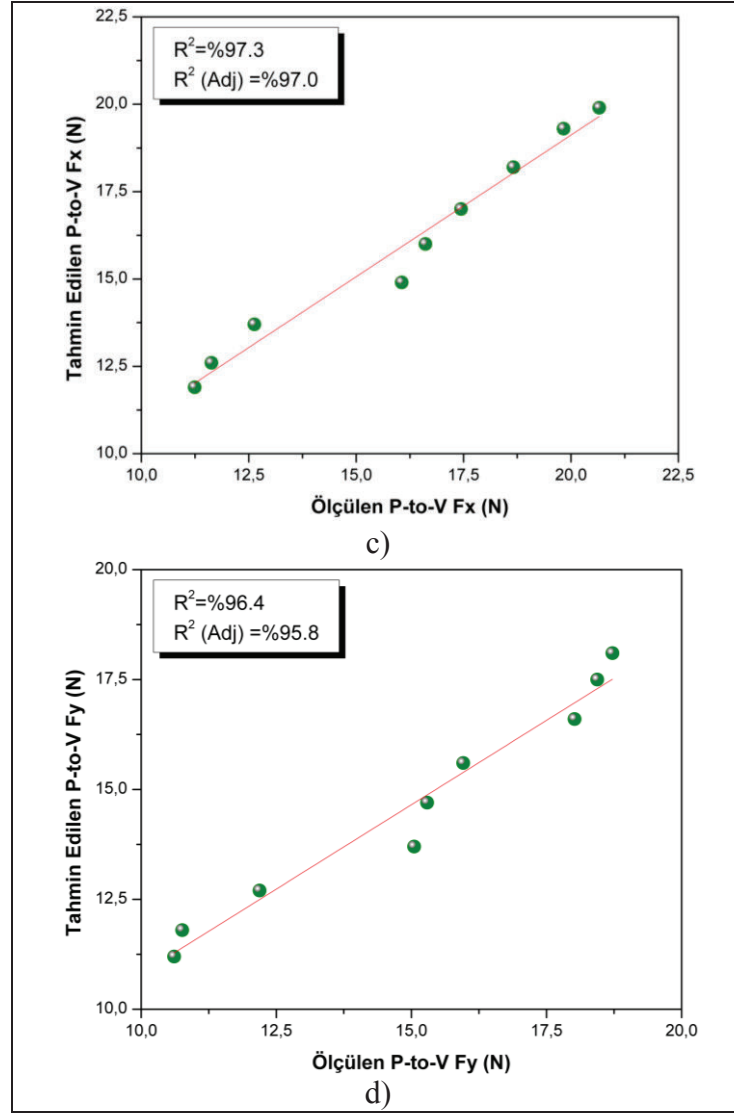 22,5
R²=%97.3
R² (Adj) =%97.0
20,0
17,5
15,0
12,5
10,0
Tahmin Edilen P-to-V Fx (N)
10,0 12,5 15,0 17,5 20,0 22,5
Ölçülen P-to-V Fx (N)
c)
20,0
R²=%96.4
R² (Adj) =%95.8
17,5
15,0
12,5
10,0
Tahmin Edilen P-to-V Fy (N)
10,0 12,5 15,0 17,5 20,0
Ölçülen P-to-V Fy (N)
d)